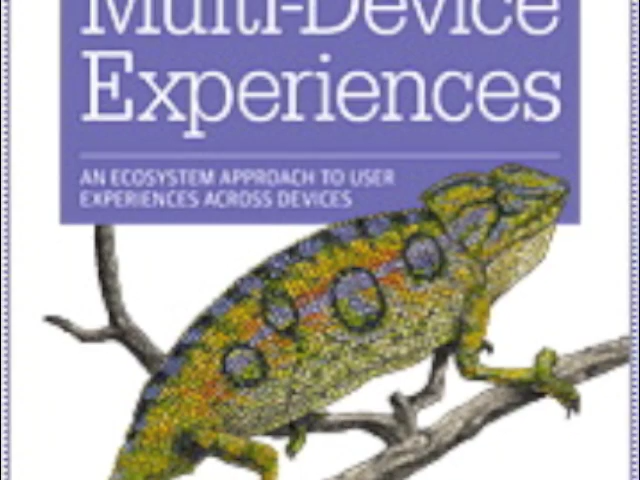 Multi-Device
Experiences
AN ECOSYSTEM APPROACH TO USER
EXPERIENCES ACROSS DEVICES